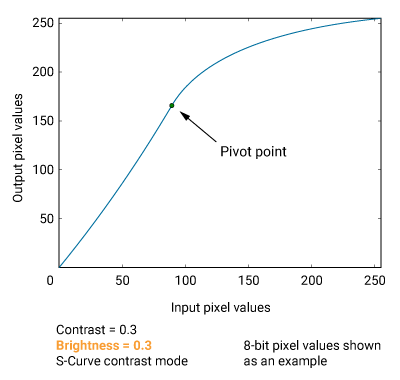 250
200
150
100
50
0
50
100
150
200
250
Output pixel values
Pivot point
Input pixel values
Contrast = 0.3
Brightness = 0.3
S-Curve contrast mode
8-bit pixel values shown
as an example